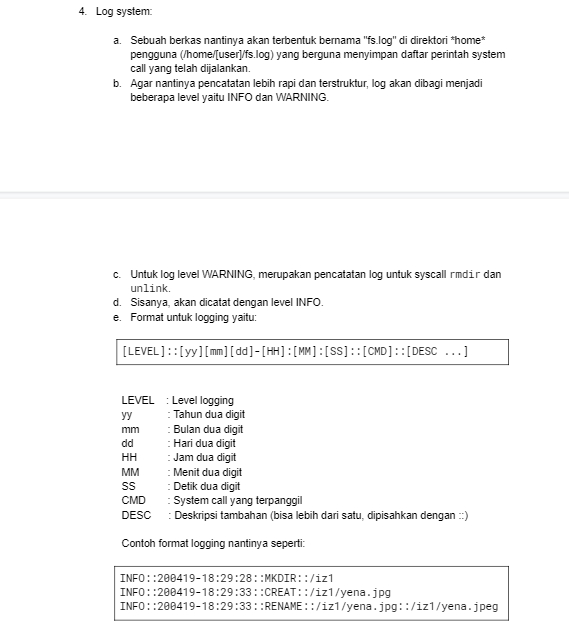 4. Log system:
a. Sebuah berkas nantinya akan terbentuk bernama "fs.log" di direktori *home*
pengguna (/home/[user]/fs.log) yang berguna menyimpan daftar perintah system
call yang telah dijalankan.
b. Agar nantinya pencatatan lebih rapi dan terstruktur, log akan dibagi menjadi
beberapa level yaitu INFO dan WARNING.
c. Untuk log level WARNING, merupakan pencatatan log untuk syscall rmdir dan
unlink.
d. Sisanya, akan dicatat dengan level INFO.
e. Format untuk logging yaitu:
[LEVEL]::[yy][mm][dd]-[HH]:[MM]:[SS]::[CMD]::[DESC ...]
LEVEL : Level logging
yy : Tahun dua digit
mm : Bulan dua digit
dd : Hari dua digit
HH : Jam dua digit
MM : Menit dua digit
SS : Detik dua digit
CMD : System call yang terpanggil
DESC : Deskripsi tambahan (bisa lebih dari satu, dipisahkan dengan ::)
Contoh format logging nantinya seperti:
INFO::200419-18:29:28::MKDIR::/iz1
INFO::200419-18:29:33::CREAT::/iz1/yena.jpg
INFO::200419-18:29:33::RENAME::/iz1/yena.jpg::/iz1/yena.jpeg